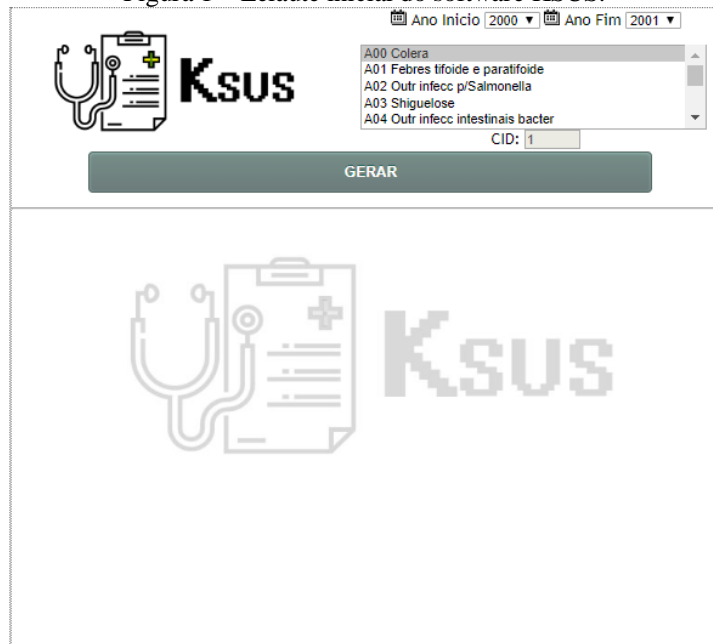 Ano Inicio 2000 Ano Fim 2001
Ksus
A00 Colera
A01 Febres tifoide e paratifoide
A02 Outr infecc p/Salmonella
A03 Shiguelose
A04 Outr infecc intestinais bacter
CID: 1
GERAR
Ksus